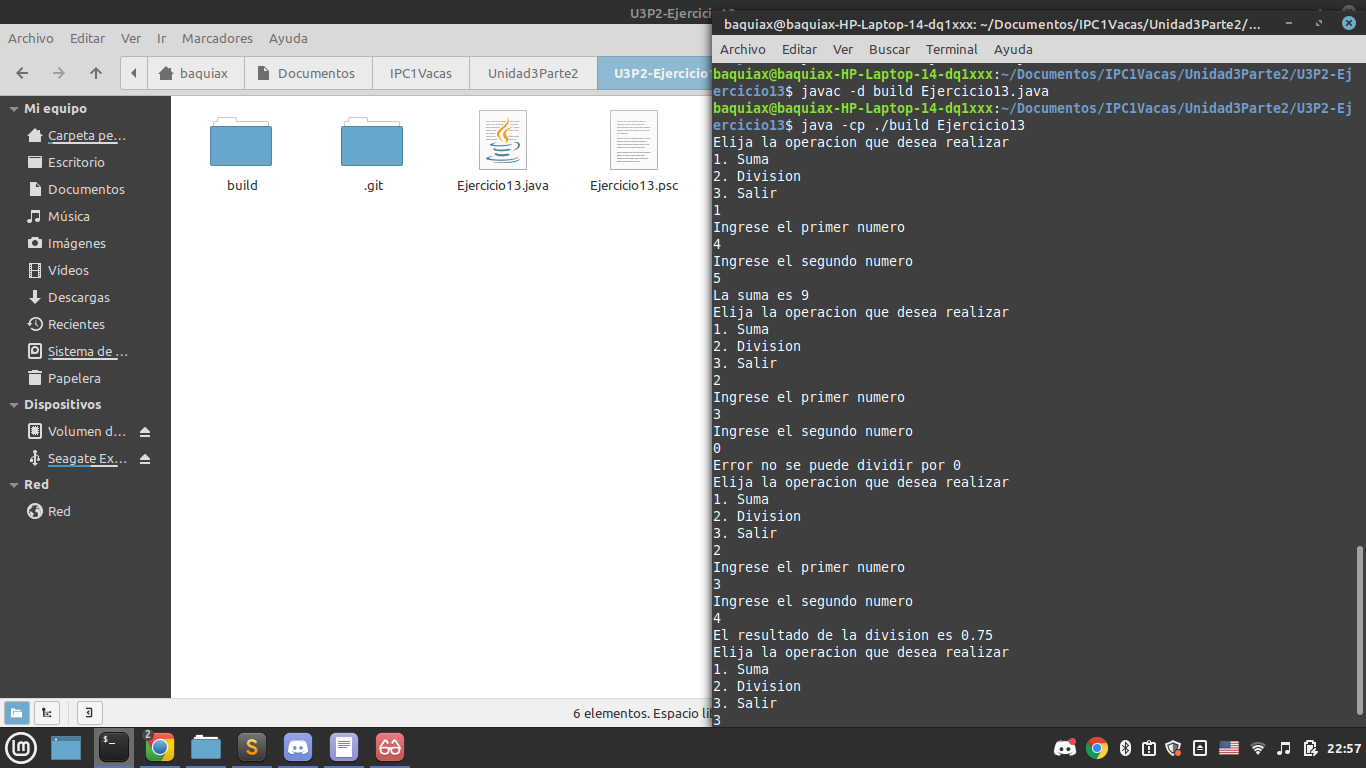 U3P2-Ejercicio13
Archivo Editar Ver Ir Marcadores Ayuda
baquiax Documentos IPC1Vacas Unidad3Parte2 U3P2-Ejercicio1
Mi equipo
Carpeta pe...
Escritorio
Documentos
Música
Imágenes
Vídeos
Descargas
Recientes
Sistema de ...
Papelera
Dispositivos
Volumen d...
Seagate Ex...
Red
Red
build .git Ejercicio13.java Ejercicio13.psc
6 elementos. Espacio lib
baquiax@baquiax-HP-Laptop-14-dq1xxx: ~/Documentos/IPC1Vacas/Unidad3Parte2/...
Archivo Editar Ver Buscar Terminal Ayuda
baquiax@baquiax-HP-Laptop-14-dq1xxx:~/Documentos/IPC1Vacas/Unidad3Parte2/U3P2-Ej
ercicio13$ javac -d build Ejercicio13.java
baquiax@baquiax-HP-Laptop-14-dq1xxx:~/Documentos/IPC1Vacas/Unidad3Parte2/U3P2-Ej
ercicio13$ java -cp ./build Ejercicio13
Elija la operacion que desea realizar
1. Suma
2. Division
3. Salir
1
Ingrese el primer numero
4
Ingrese el segundo numero
5
La suma es 9
Elija la operacion que desea realizar
1. Suma
2. Division
3. Salir
2
Ingrese el primer numero
3
Ingrese el segundo numero
0
Error no se puede dividir por 0
Elija la operacion que desea realizar
1. Suma
2. Division
3. Salir
2
Ingrese el primer numero
3
Ingrese el segundo numero
4
El resultado de la division es 0.75
Elija la operacion que desea realizar
1. Suma
2. Division
3. Salir
3
2
22:57